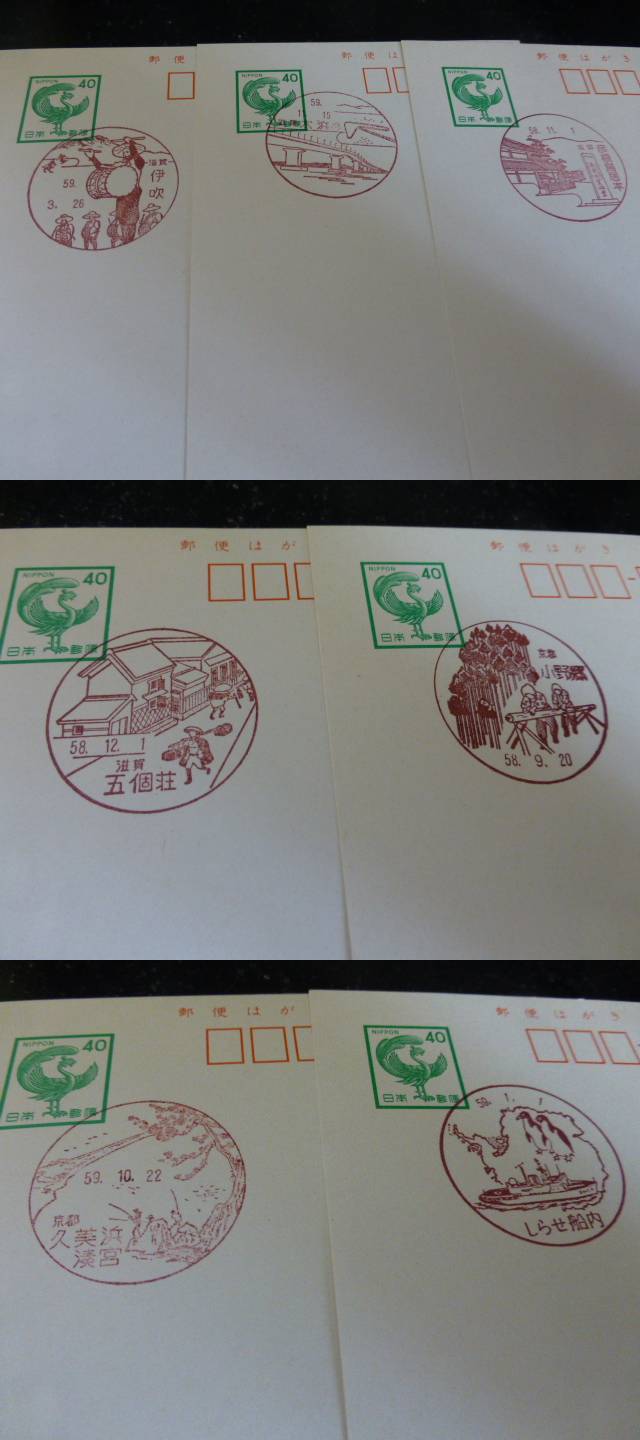 郵便
NIPPON 40
日本郵便
滋賀
伊吹
59.
3. 26
郵便は
NIPPON 40
日本郵便
59.
11. 15
郵便はがき
NIPPON 40
日本郵便
58. 11. 1
郵便はが
NIPPON 40
日本郵便
58. 12. 1
滋賀
五個荘
郵便はがき
NIPPON 40
日本郵便
京都
小野郷
58. 9. 20
郵便はが
NIPPON 40
日本郵便
59. 10. 22
京都
久美浜
湊宮
郵便はがき
NIPPON 40
日本郵便
1. 1
しらせ船内